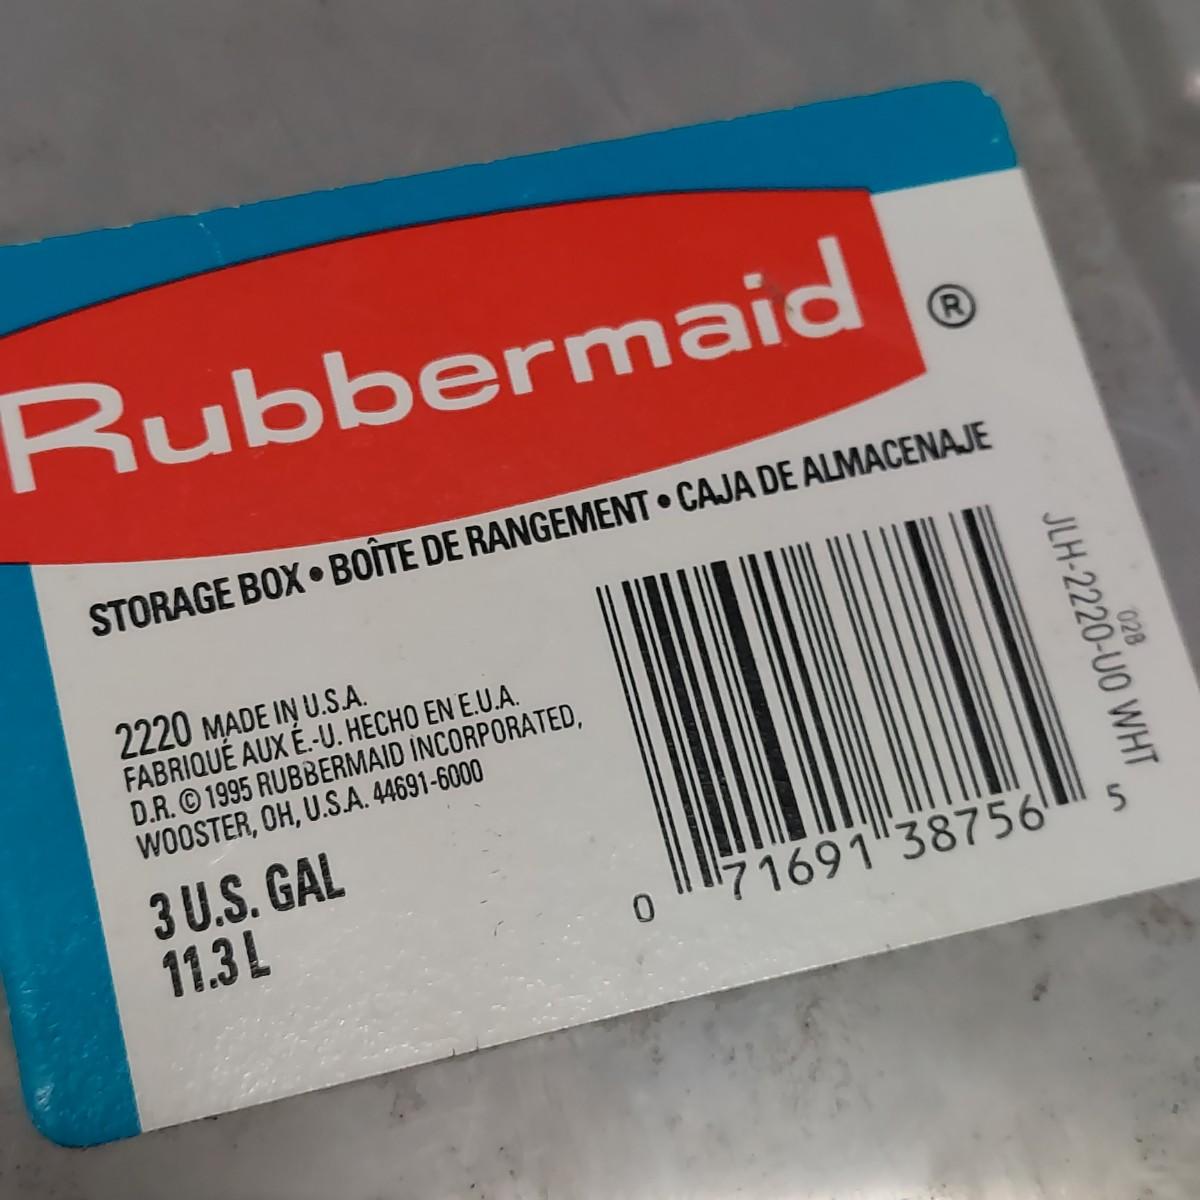 Rubbermaid ®
STORAGE BOX • BOÎTE DE RANGEMENT • CAJA DE ALMACENAJE
2220 MADE IN U.S.A.
FABRIQUÉ AUX É.-U. HECHO EN E.U.A.
D.R. © 1995 RUBBERMAID INCORPORATED,
WOOSTER, OH, U.S.A. 44691-6000
3 U.S. GAL
11.3 L
0 71691 38756 5
028
JLH-2220-U0 WHT